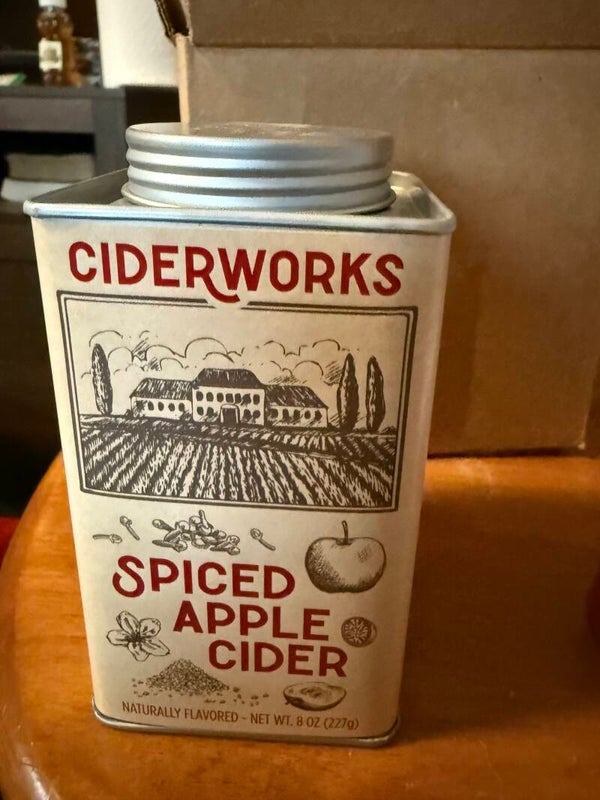 CIDERWORKS
SPICED
APPLE
CIDER
NATURALLY FLAVORED - NET WT. 8 OZ (227g)